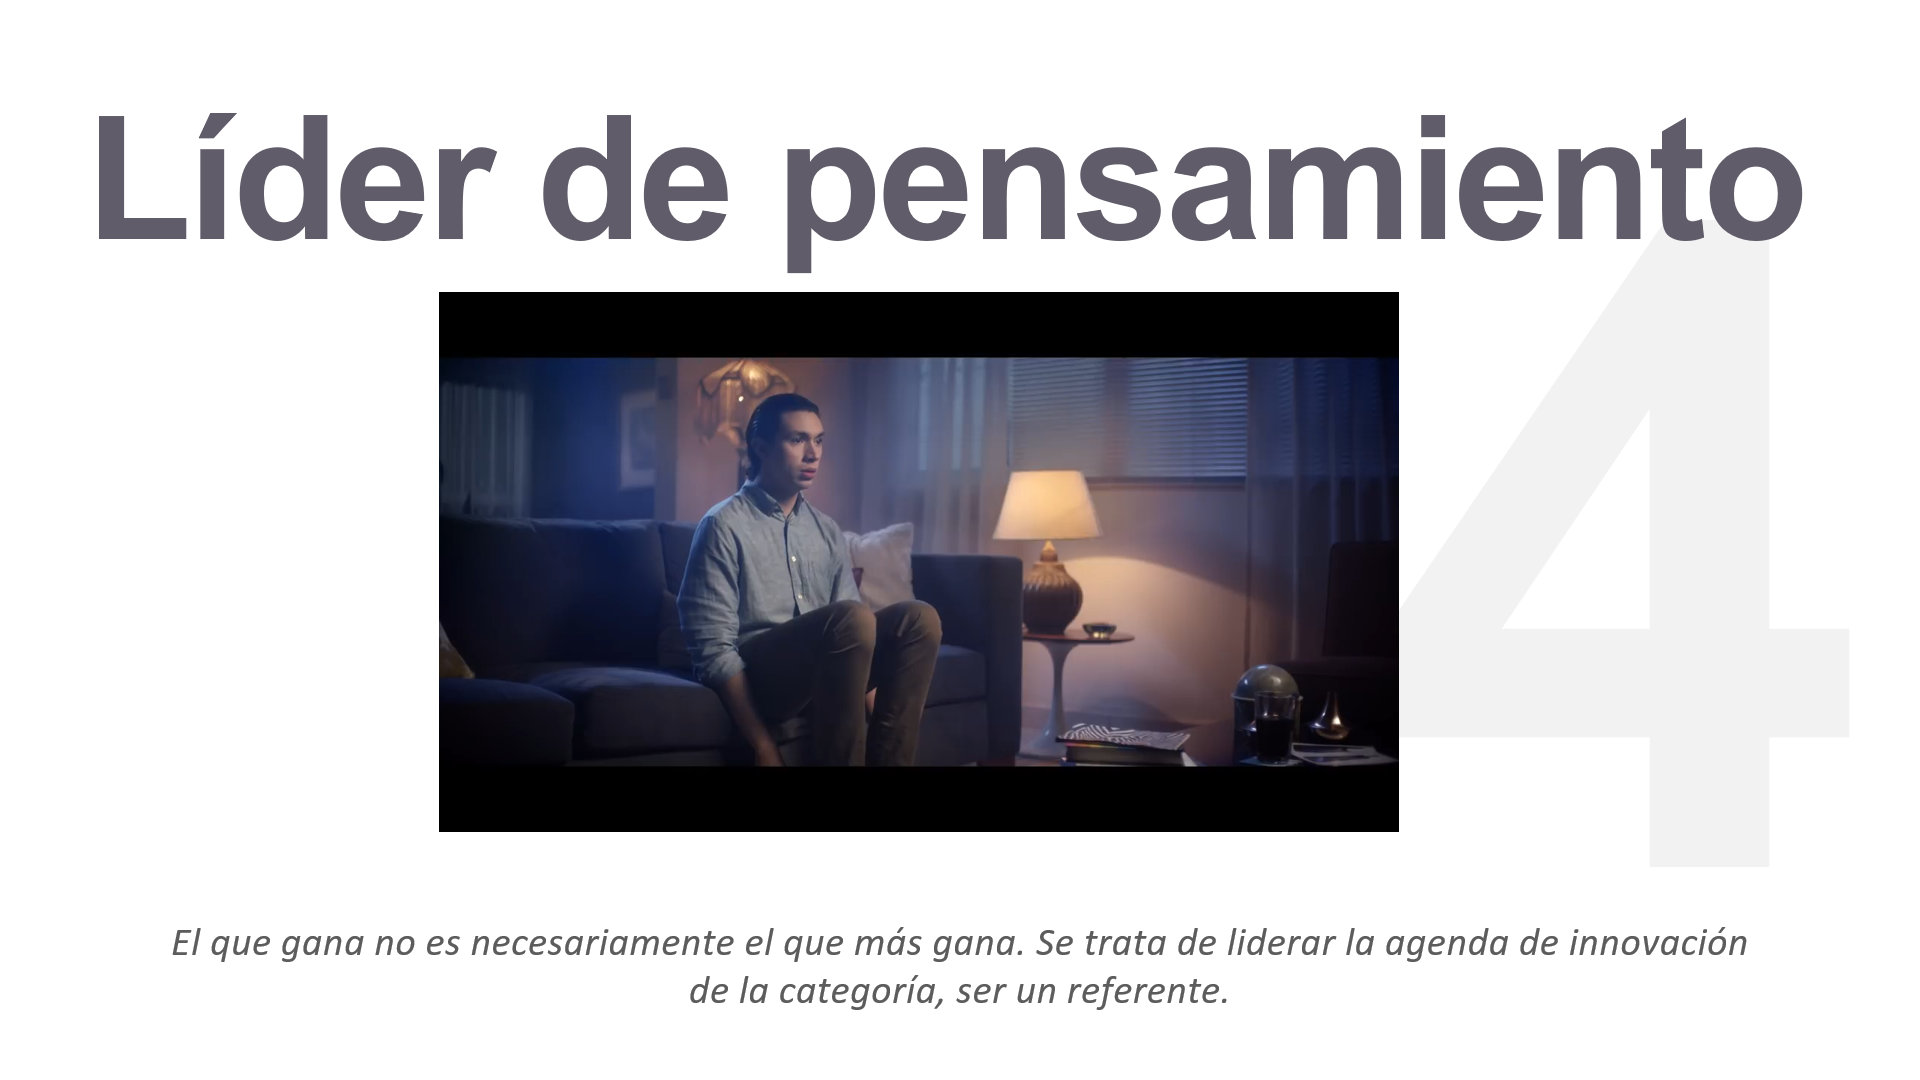 Líder de pensamiento
4
El que gana no es necesariamente el que más gana. Se trata de liderar la agenda de innovación
de la categoría, ser un referente.